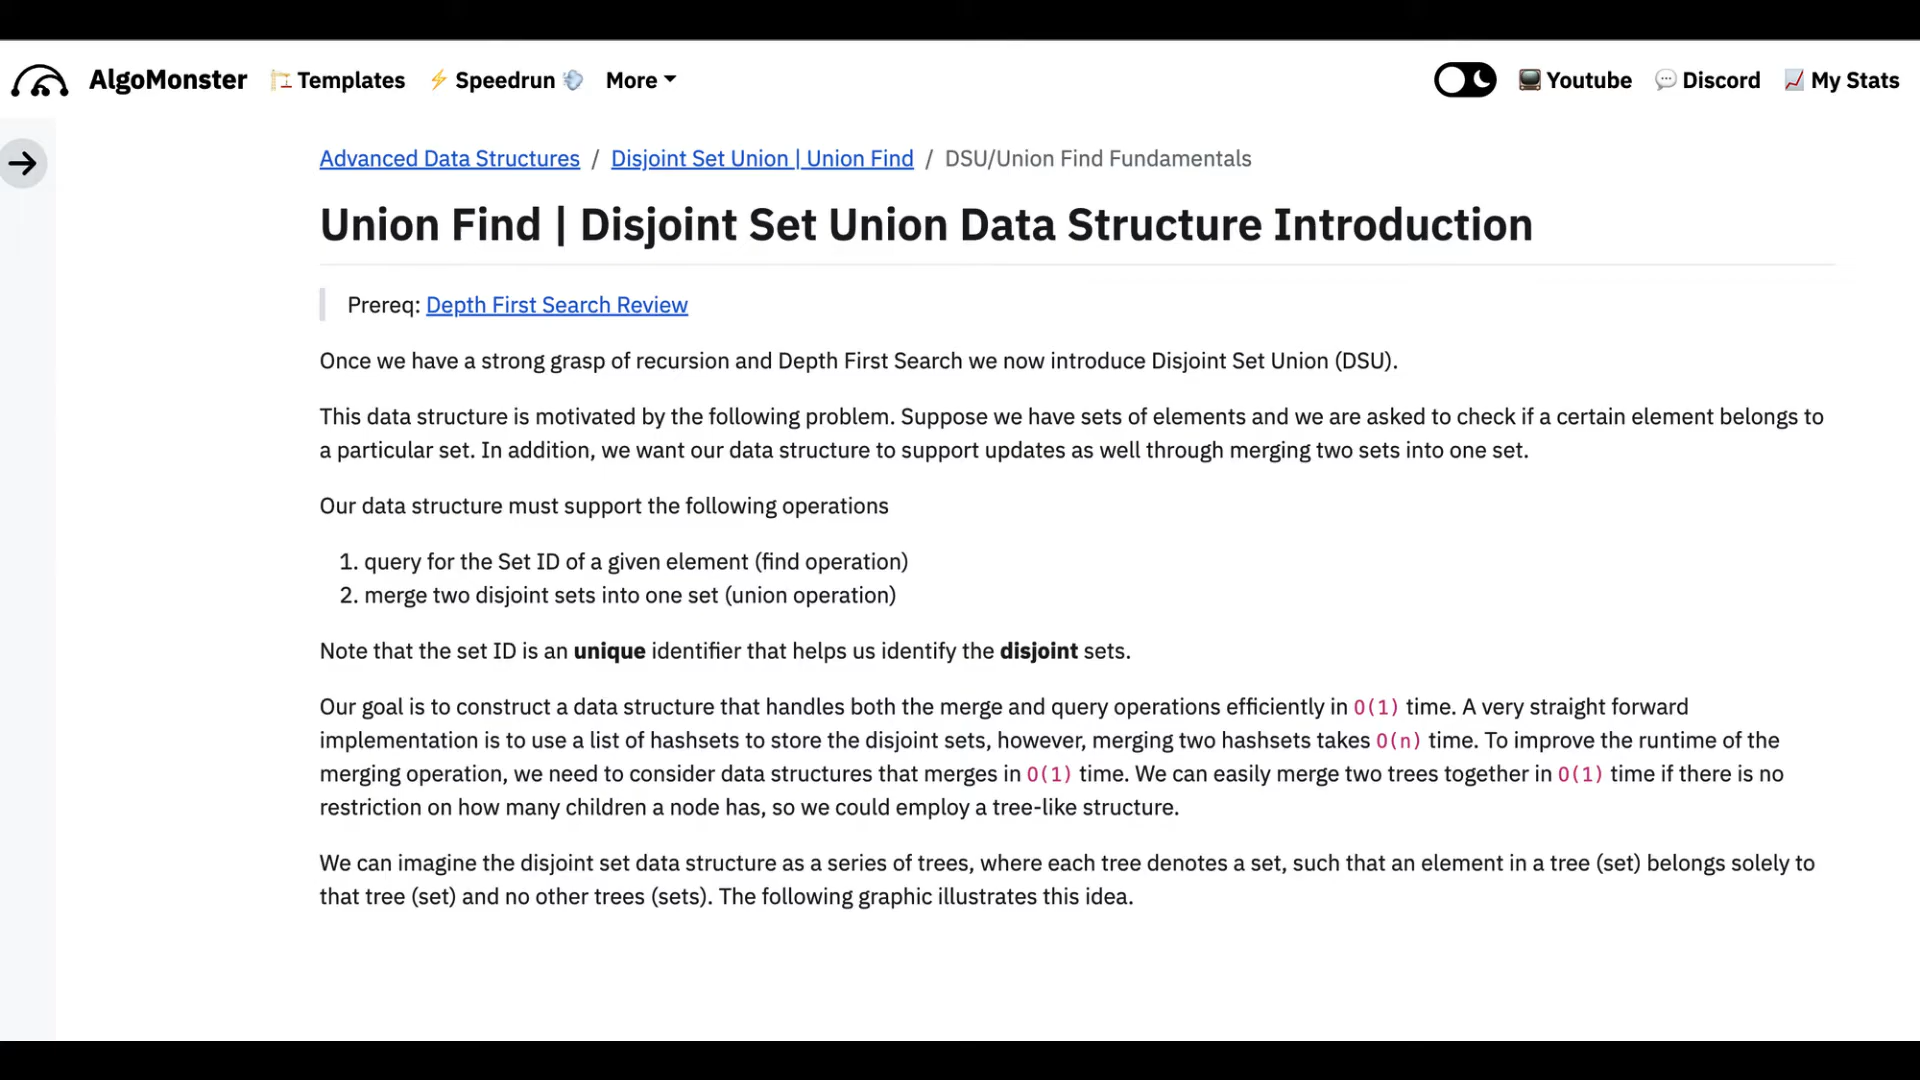 AlgoMonster Templates Speedrun More Youtube Discord My Stats
Advanced Data Structures / Disjoint Set Union | Union Find / DSU/Union Find Fundamentals
Union Find | Disjoint Set Union Data Structure Introduction
Prereq: Depth First Search Review
Once we have a strong grasp of recursion and Depth First Search we now introduce Disjoint Set Union (DSU).
This data structure is motivated by the following problem. Suppose we have sets of elements and we are asked to check if a certain element belongs to
a particular set. In addition, we want our data structure to support updates as well through merging two sets into one set.
Our data structure must support the following operations
1. query for the Set ID of a given element (find operation)
2. merge two disjoint sets into one set (union operation)
Note that the set ID is an unique identifier that helps us identify the disjoint sets.
Our goal is to construct a data structure that handles both the merge and query operations efficiently in O(1) time. A very straight forward
implementation is to use a list of hashsets to store the disjoint sets, however, merging two hashsets takes O(n) time. To improve the runtime of the
merging operation, we need to consider data structures that merges in O(1) time. We can easily merge two trees together in O(1) time if there is no
restriction on how many children a node has, so we could employ a tree-like structure.
We can imagine the disjoint set data structure as a series of trees, where each tree denotes a set, such that an element in a tree (set) belongs solely to
that tree (set) and no other trees (sets). The following graphic illustrates this idea.